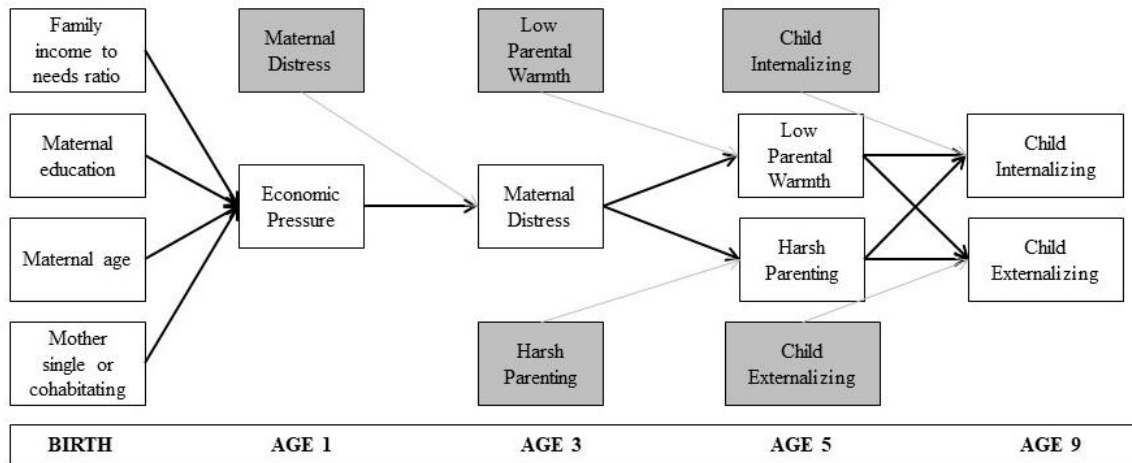 Family
income to
needs ratio
Maternal
education
Maternal age
Mother
single or
cohabitating
Maternal
Distress
Economic
Pressure
Low
Parental
Warmth
Maternal
Distress
Harsh
Parenting
Child
Internalizing
Low
Parental
Warmth
Harsh
Parenting
Child
Externalizing
Child
Internalizing
Child
Externalizing
BIRTH AGE 1 AGE 3 AGE 5 AGE 9